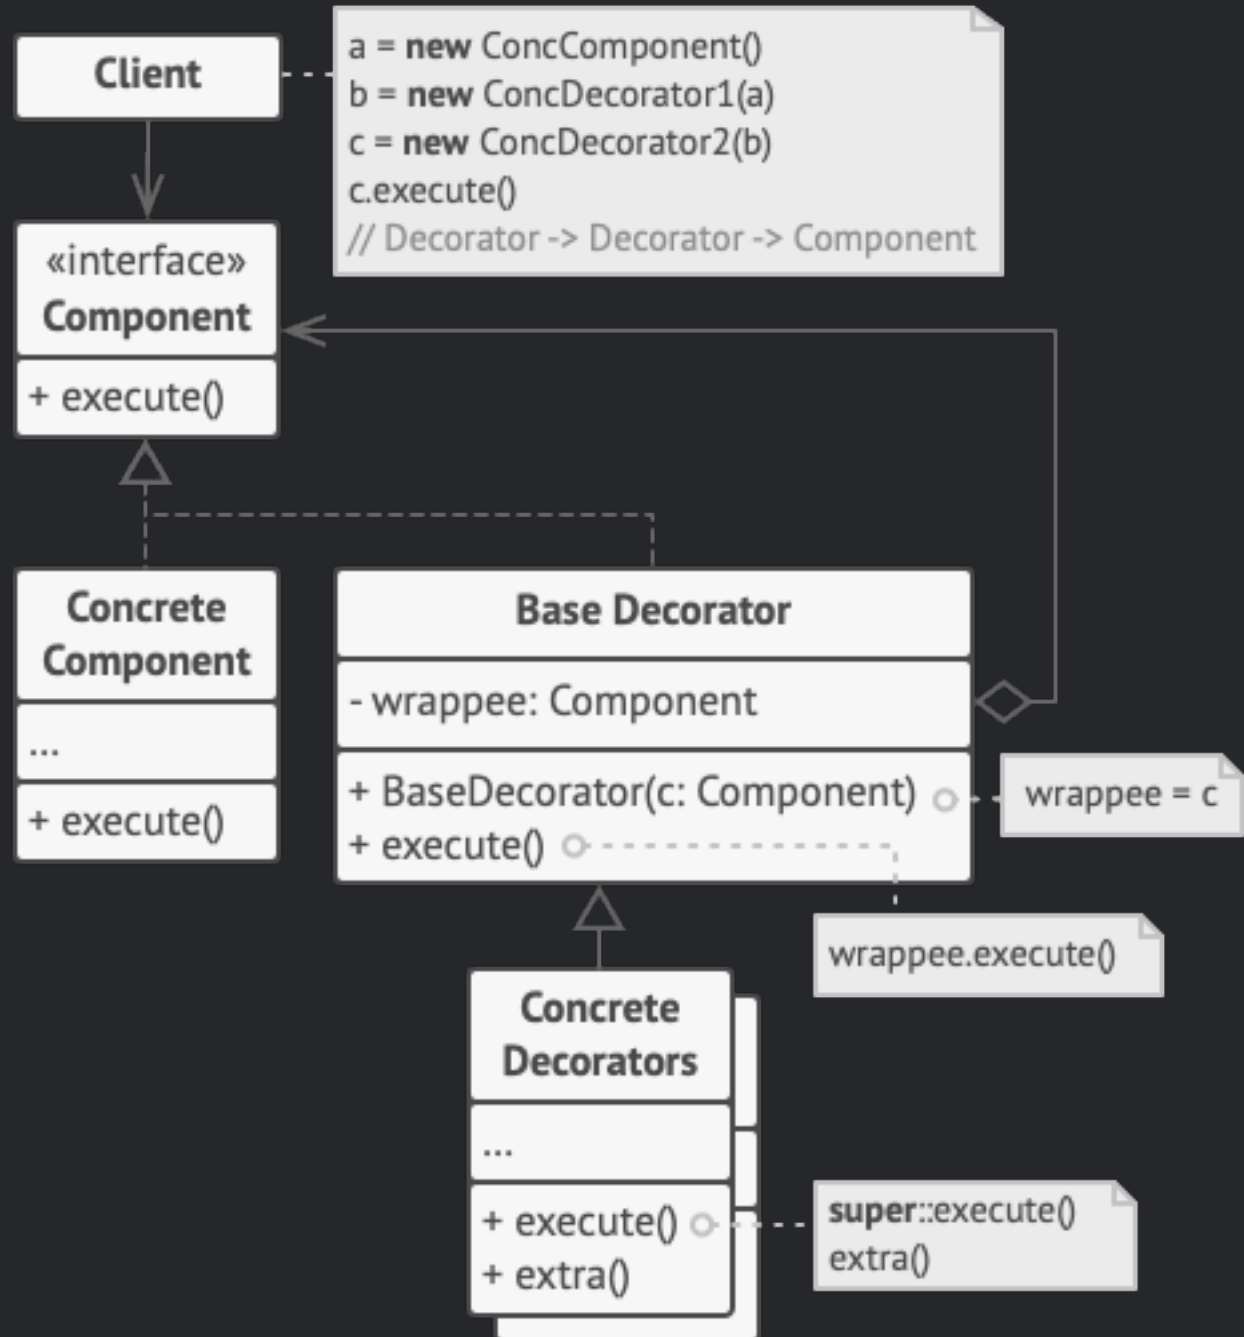 Client
a = new ConcComponent()
b = new ConcDecorator1(a)
c = new ConcDecorator2(b)
c.execute()
// Decorator -> Decorator -> Component
«interface»
Component
+ execute()
Concrete
Component
...
+ execute()
Base Decorator
- wrappee: Component
+ BaseDecorator(c: Component)
+ execute()
wrappee = c
wrappee.execute()
Concrete
Decorators
...
+ execute()
+ extra()
super::execute()
extra()